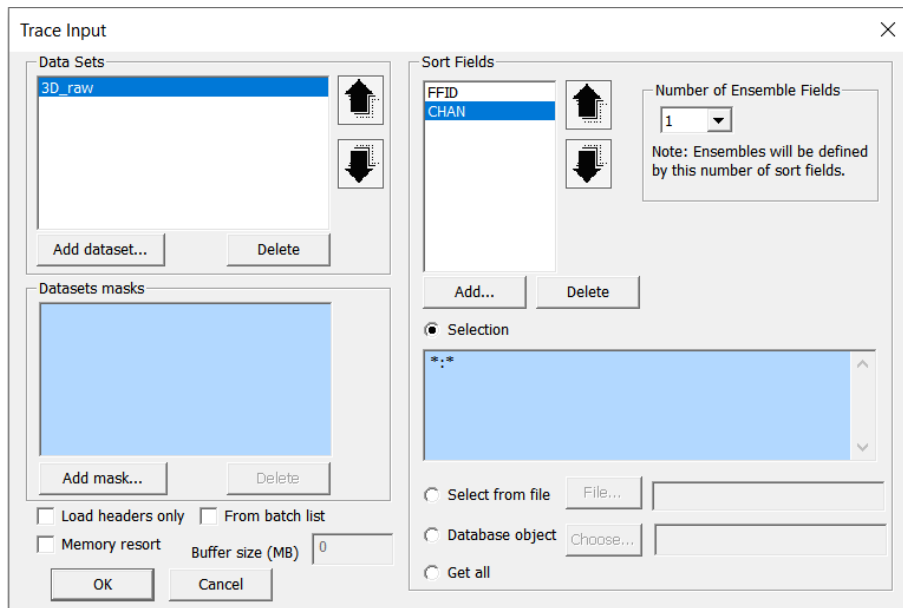 Trace Input
Data Sets
3D_raw
Add dataset...
Delete
Datasets masks
Add mask...
Delete
Load headers only
From batch list
Memory resort
Buffer size (MB)
0
OK
Cancel
Sort Fields
FFID
CHAN
Number of Ensemble Fields
1
Note: Ensembles will be defined
by this number of sort fields.
Add...
Delete
Selection
*:*
Select from file
File...
Database object
Choose...
Get all